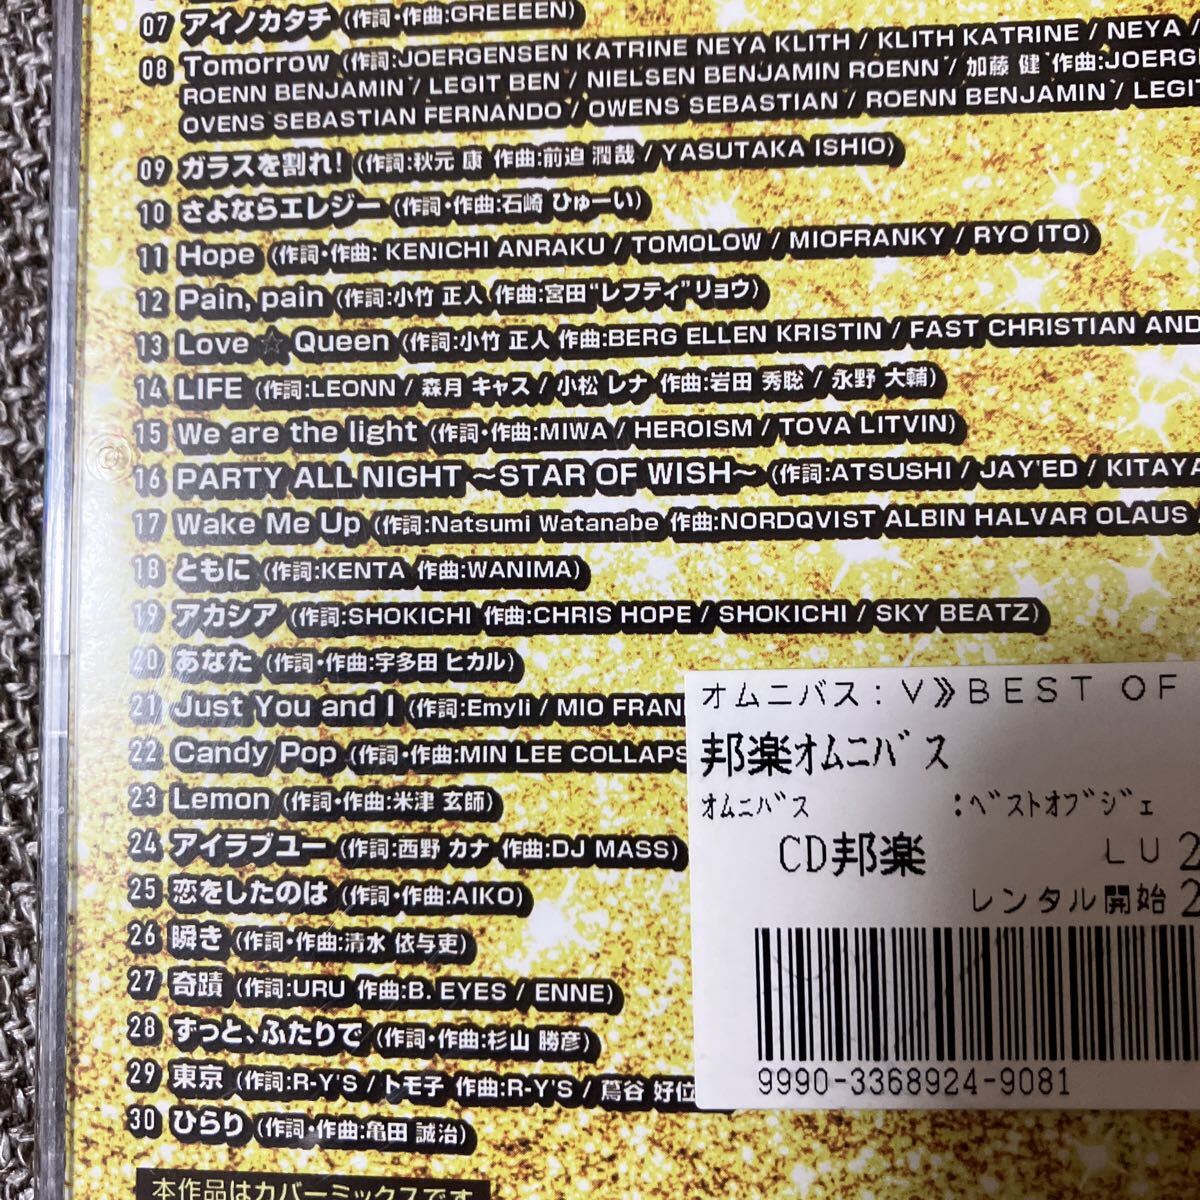 07 アイノカタチ (作詞・作曲:GREEEEN)
08 Tomorrow (作詞:JOERGENSEN KATRINE NEYA KLITH / KLITH KATRINE / NEYA /
ROENN BENJAMIN / LEGIT BEN / NIELSEN BENJAMIN ROENN / 加藤 健 作曲:JOERGE
OVENS SEBASTIAN FERNANDO / OWENS SEBASTIAN / ROENN BENJAMIN / LEGIT
09 ガラスを割れ! (作詞:秋元 康 作曲:前迫 潤哉 / YASUTAKA ISHIO)
10 さよならエレジー (作詞・作曲:石崎 ひゅーい)
11 Hope (作詞・作曲: KENICHI ANRAKU / TOMOLOW / MIOFRANKY / RYO ITO)
12 Pain, pain (作詞:小竹 正人 作曲:宮田"レフティ"リョウ)
13 Love ☆ Queen (作詞:小竹 正人 作曲:BERG ELLEN KRISTIN / FAST CHRISTIAN AND
14 LIFE (作詞:LEONN / 森月 キャス / 小松 レナ 作曲:岩田 秀聡 / 永野 大輔)
15 We are the light (作詞・作曲:MIWA / HEROISM / TOVA LITVIN)
16 PARTY ALL NIGHT ～STAR OF WISH～ (作詞:ATSUSHI / JAY'ED / KITAYA
17 Wake Me Up (作詞:Natsumi Watanabe 作曲:NORDQVIST ALBIN HALVAR OLAUS
18 ともに (作詞:KENTA 作曲:WANIMA)
19 アカシア (作詞:SHOKICHI 作曲:CHRIS HOPE / SHOKICHI / SKY BEATZ)
20 あなた (作詞・作曲:宇多田 ヒカル)
21 Just You and I (作詞:Emyli / MIO FRAN
22 Candy Pop (作詞・作曲:MIN LEE COLLAPS
23 Lemon (作詞・作曲:米津 玄師)
24 アイラブユー (作詞:西野 カナ 作曲:DJ MASS)
25 恋をしたのは (作詞・作曲:AIKO)
26 瞬き (作詞・作曲:清水 依与吏)
27 奇蹟 (作詞:URU 作曲:B. EYES / ENNE)
28 ずっと、ふたりで (作詞・作曲:杉山 勝彦)
29 東京 (作詞:R-Y'S / トモ子 作曲:R-Y'S / 蔦谷 好位
30 ひらり (作詞・作曲:亀田 誠治)
本作品はカバーミックスです
オムニバス：V》BEST OF
邦楽オムニバス
オムニバス :ベストオブジェ
CD邦楽 LU2
レンタル開始2
9990-3368924-9081